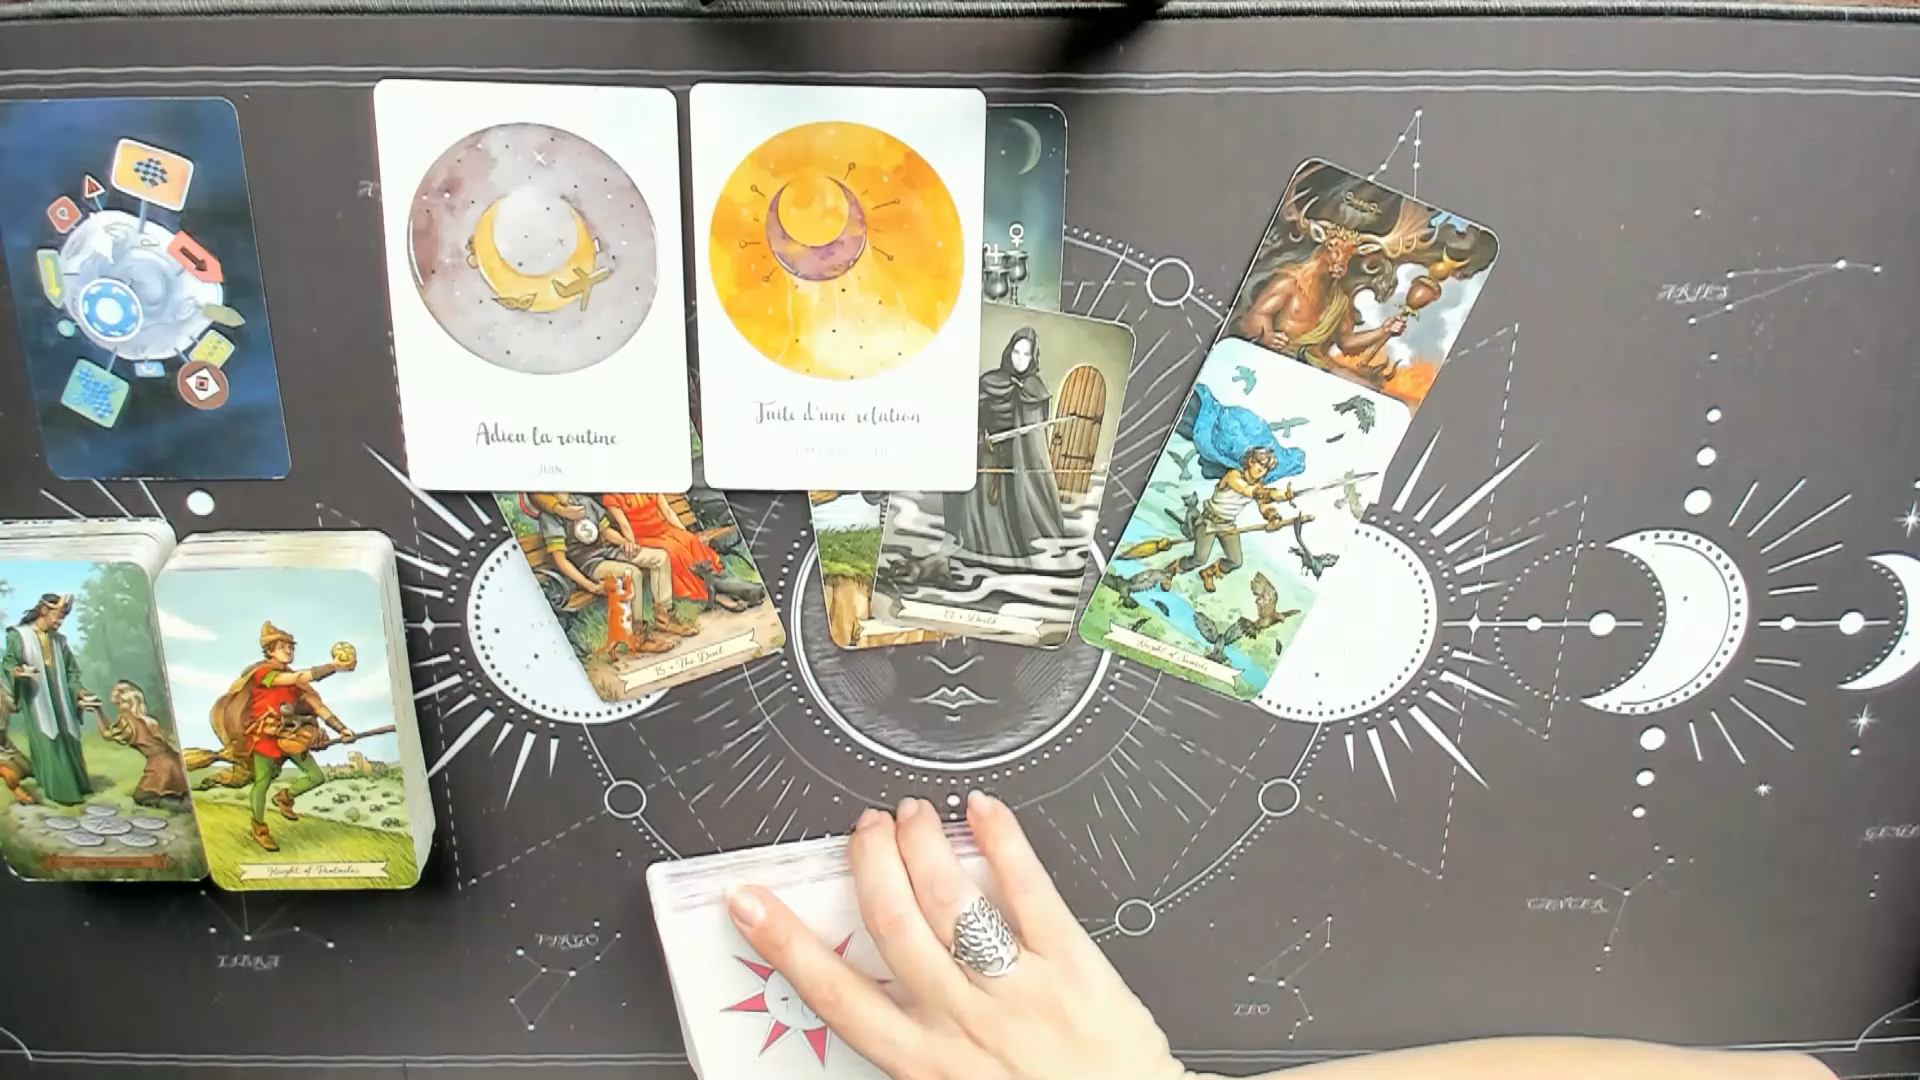 Adieu la routine
JUIN
Fuite d'une relation
15 • The Devil
Death
Knight of Swords
Knight of Pentacles
ARIES
CANCER
LIBRA
VIRGO
LEO